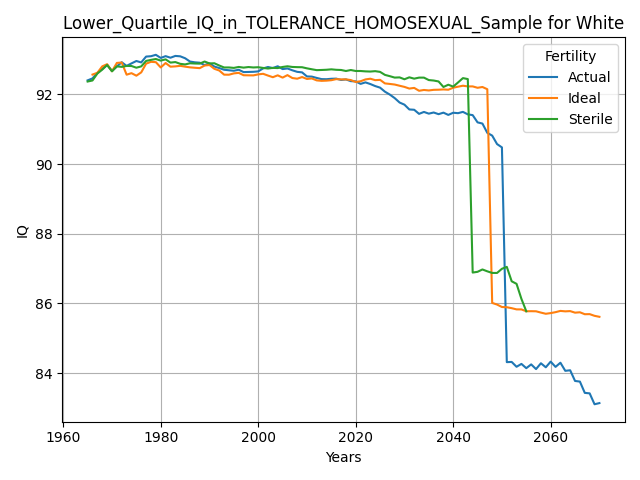 Lower_Quartile_IQ_in_TOLERANCE_HOMOSEXUAL_Sample for White
Fertility
Actual
Ideal
Sterile
IQ
92
90
88
86
84
1960
1980
2000
2020
2040
2060
Years